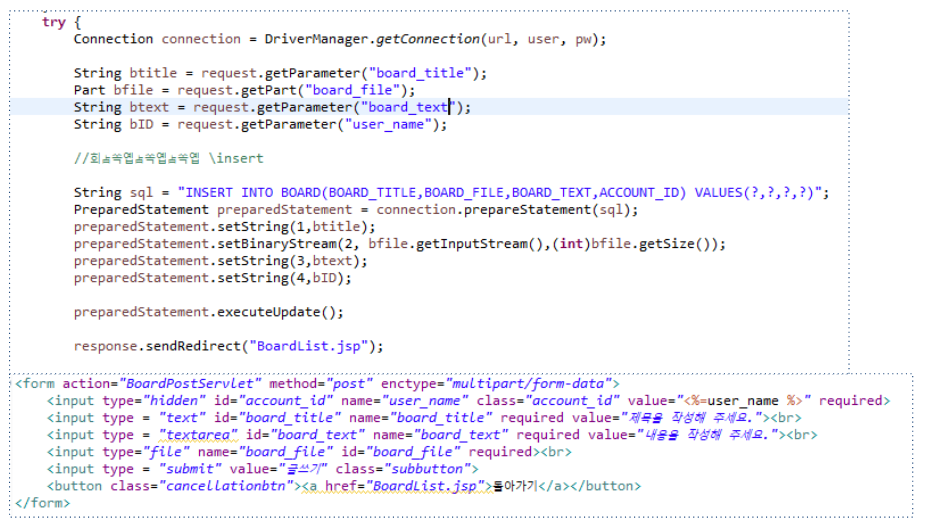 try {
Connection connection = DriverManager.getConnection(url, user, pw);
String btitle = request.getParameter("board_title");
Part bfile = request.getPart("board_file");
String btext = request.getParameter("board_text");
String bID = request.getParameter("user_name");
\insert
String sql = "INSERT INTO BOARD(BOARD_TITLE,BOARD_FILE,BOARD_TEXT,ACCOUNT_ID) VALUES(?,?,?,?)";
PreparedStatement preparedStatement = connection.prepareStatement(sql);
preparedStatement.setString(1,btitle);
preparedStatement.setBinaryStream(2, bfile.getInputStream(),(int)bfile.getSize());
preparedStatement.setString(3,btext);
preparedStatement.setString(4,bID);
preparedStatement.executeUpdate();
response.sendRedirect("BoardList.jsp");
<form action="BoardPostServlet" method="post" enctype="multipart/form-data">
<input type="hidden" id="account_id" name="user_name" class="account_id" value="<%=user_name %>" required>
<input type = "text" id="board_title" name="board_title" required value="제목을 작성해 주세요."><br>
<input type = "textarea" id="board_text" name="board_text" required value="내용을 작성해 주세요."><br>
<input type="file" name="board_file" id="board_file" required><br>
<input type = "submit" value="글쓰기" class="subbutton">
<button class="cancellationbtn"><a href="BoardList.jsp">돌아가기</a></button>
</form>